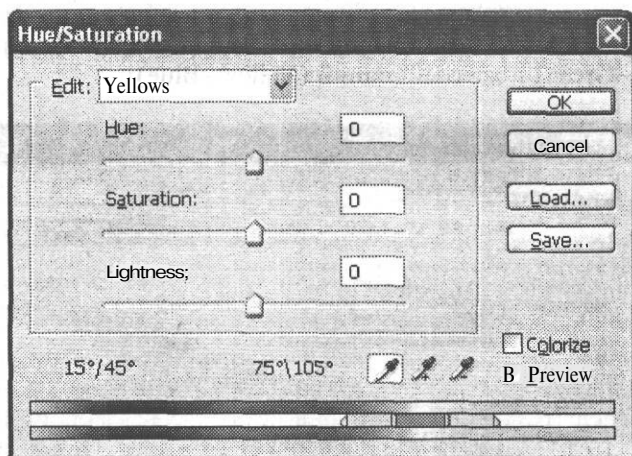 Hue/Saturation
Edit: Yellows
OK
Hue: 0
Cancel
Saturation: 0
Load...
Save...
Lightness; 0
Colorize
15°/45° 75°\105°
B Preview